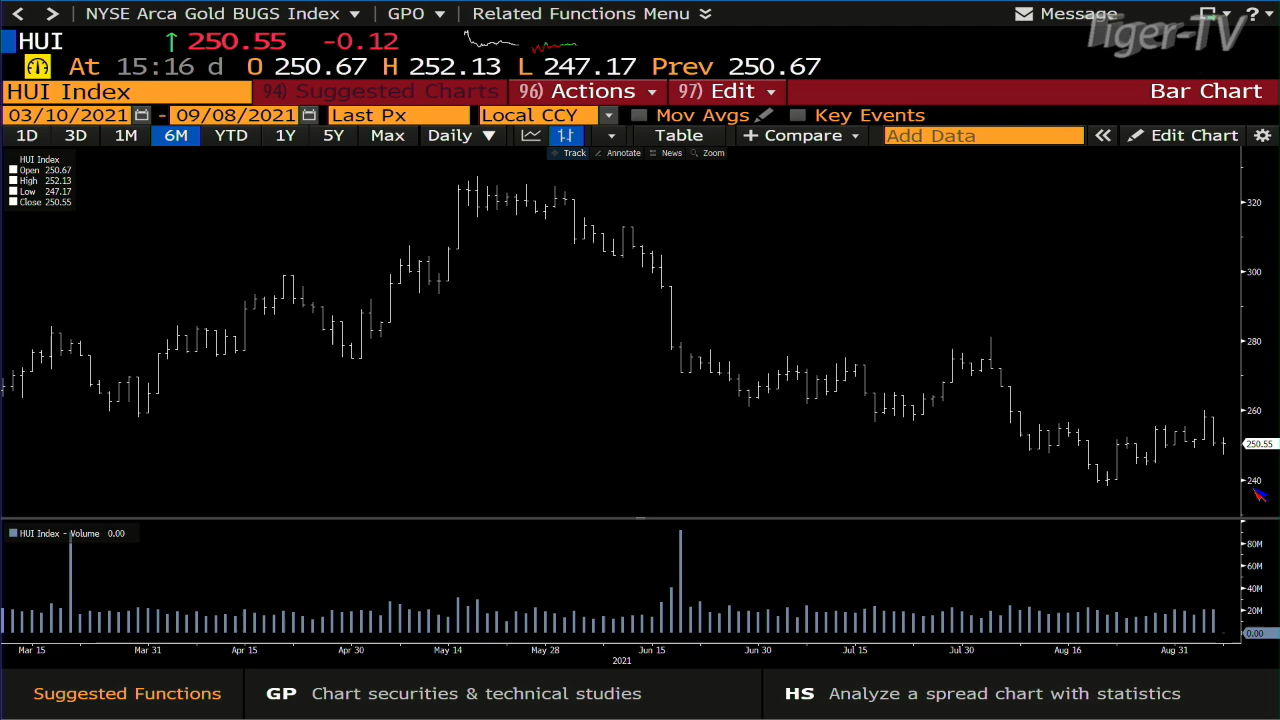 NYSE Arca Gold BUGS Index GPO Related Functions Menu Message ?
Tiger-TV
HUI 250.55 -0.12
At 15:16 d O 250.67 H 252.13 L 247.17 Prev 250.67
HUI Index 94) Suggested Charts 96) Actions 97) Edit Bar Chart
03/10/2021 - 09/08/2021 Last Px Local CCY Mov Avgs Key Events
1D 3D 1M 6M YTD 1Y 5Y Max Daily Table + Compare Add Data Edit Chart
Track Annotate News Zoom
HUI Index
Open 250.67
High 252.13
Low 247.17
Close 250.55
320
300
280
260
250.55
240
HUI Index - Volume 0.00
80M
60M
40M
20M
0.00
Mar 15 Mar 31 Apr 15 Apr 30 May 14 May 28 Jun 15 Jun 30 Jul 15 Jul 30 Aug 16 Aug 31
2021
Suggested Functions GP Chart securities & technical studies HS Analyze a spread chart with statistics